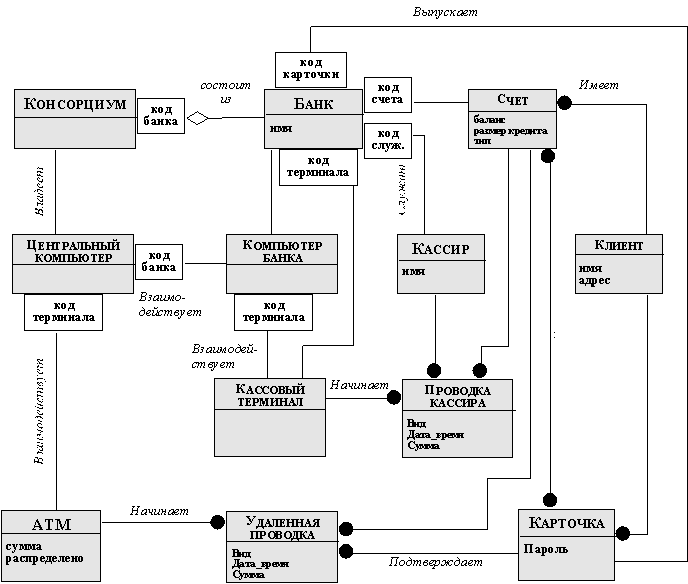 Выпускает
код
карточки
состоит
из
Консорциум
код
банка
Банк
имя
код
счета
код
служ.
Счет
баланс
размер кредита
тип
Имеет
код
терминала
Владеет
Служит
Центральный
компьютер
код
банка
Компьютер
банка
Кассир
имя
Клиент
имя
адрес
код
терминала
Взаимо-
действует
код
терминала
Взаимодей-
ствует
Взаимодействует
Кассовый
терминал
Начинает
Проводка
кассира
Вид
Дата_время
Сумма
АТМ
сумма
распределено
Начинает
Удаленная
проводка
Вид
Дата_время
Сумма
Подтверждает
Карточка
Пароль